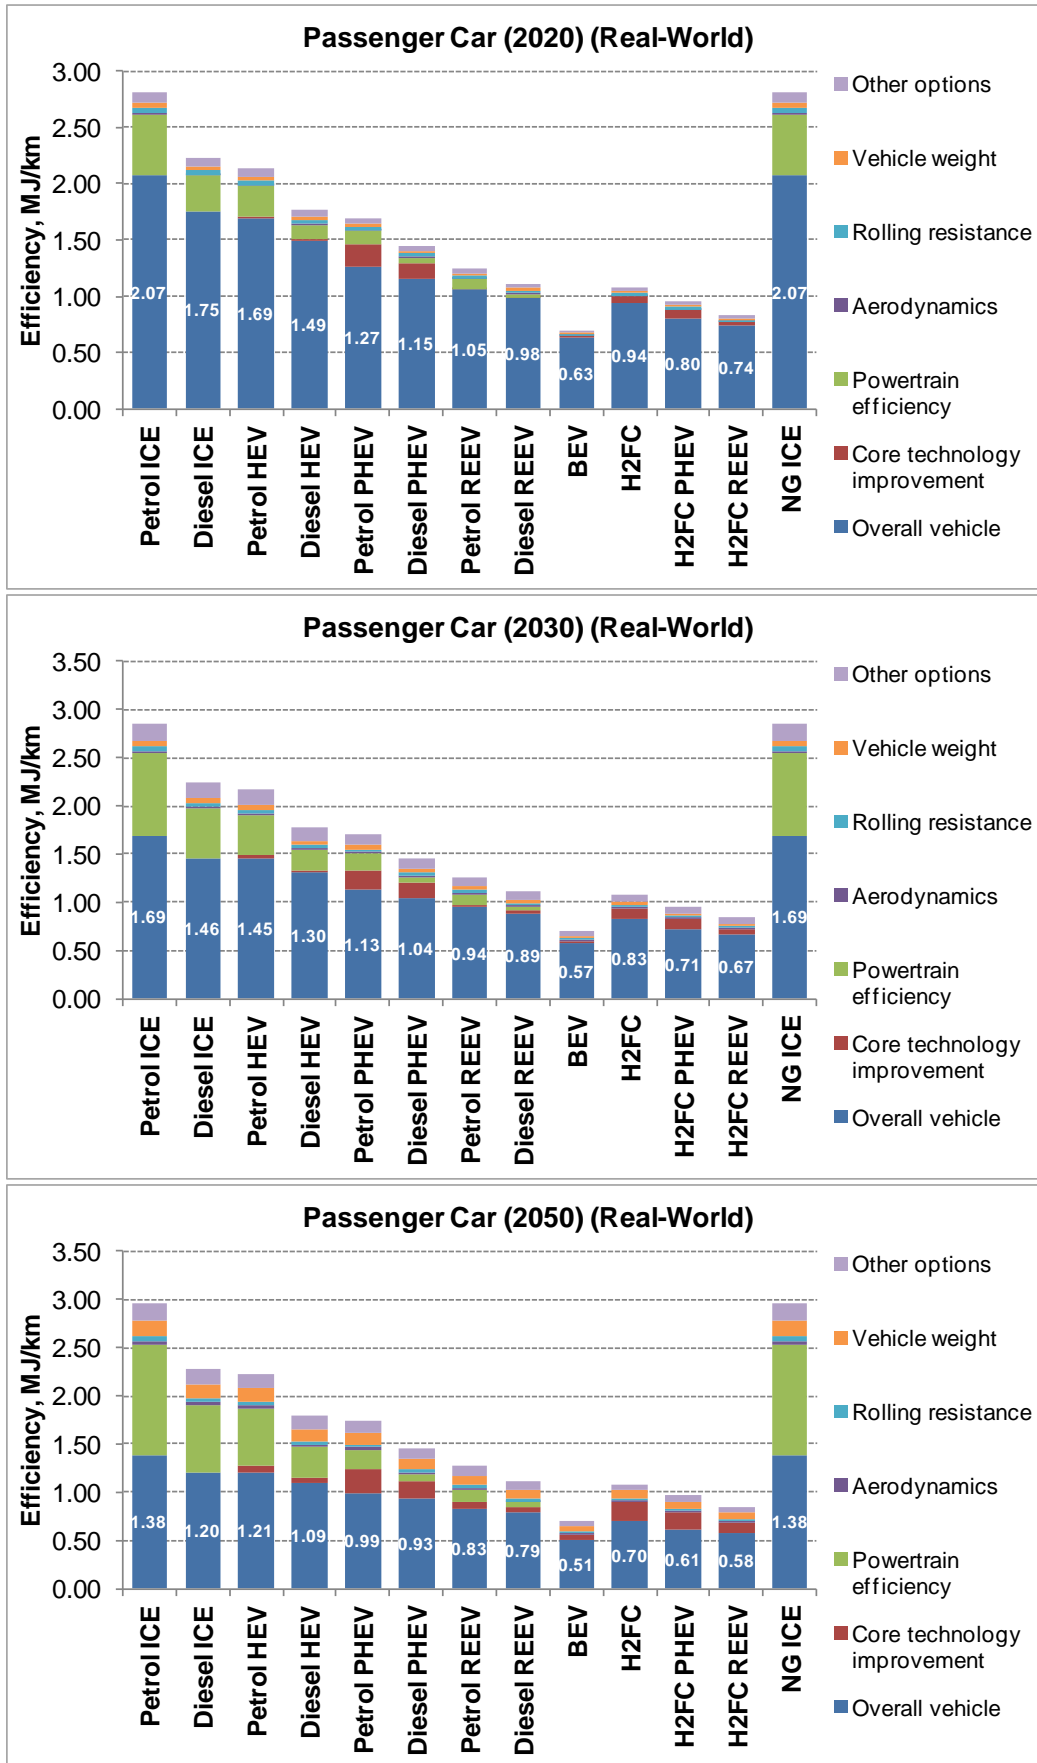 Passenger Car (2020) (Real-World)
Efficiency, MJ/km
3.00
2.50
2.00
1.50
1.00
0.50
0.00
2.07
1.75
1.69
1.49
1.27
1.15
1.05
0.98
0.63
0.94
0.80
0.74
2.07
Petrol ICE
Diesel ICE
Petrol HEV
Diesel HEV
Petrol PHEV
Diesel PHEV
Petrol REEV
Diesel REEV
BEV
H2FC
H2FC PHEV
H2FC REEV
NG ICE
Other options
Vehicle weight
Rolling resistance
Aerodynamics
Powertrain
efficiency
Core technology
improvement
Overall vehicle
Passenger Car (2030) (Real-World)
Efficiency, MJ/km
3.50
3.00
2.50
2.00
1.50
1.00
0.50
0.00
1.69
1.46
1.45
1.30
1.13
1.04
0.94
0.89
0.57
0.83
0.71
0.67
1.69
Petrol ICE
Diesel ICE
Petrol HEV
Diesel HEV
Petrol PHEV
Diesel PHEV
Petrol REEV
Diesel REEV
BEV
H2FC
H2FC PHEV
H2FC REEV
NG ICE
Other options
Vehicle weight
Rolling resistance
Aerodynamics
Powertrain
efficiency
Core technology
improvement
Overall vehicle
Passenger Car (2050) (Real-World)
Efficiency, MJ/km
3.50
3.00
2.50
2.00
1.50
1.00
0.50
0.00
1.38
1.20
1.21
1.09
0.99
0.93
0.83
0.79
0.51
0.70
0.61
0.58
1.38
Petrol ICE
Diesel ICE
Petrol HEV
Diesel HEV
Petrol PHEV
Diesel PHEV
Petrol REEV
Diesel REEV
BEV
H2FC
H2FC PHEV
H2FC REEV
NG ICE
Other options
Vehicle weight
Rolling resistance
Aerodynamics
Powertrain
efficiency
Core technology
improvement
Overall vehicle